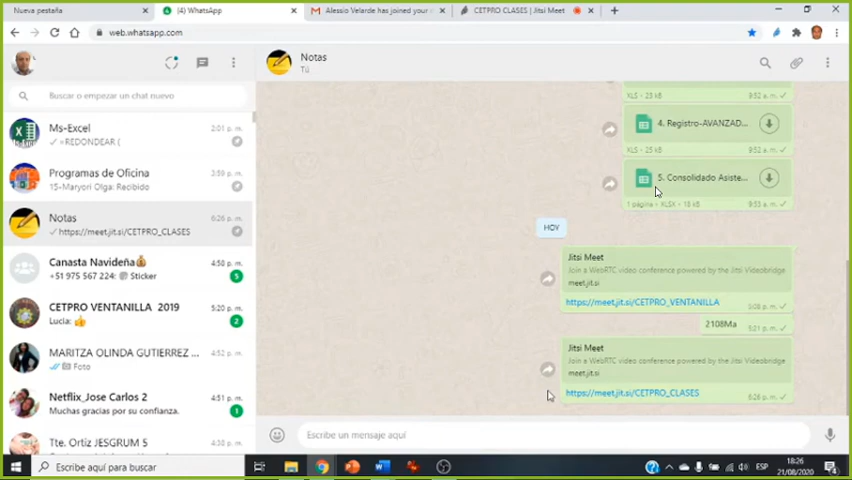 Nueva pestaña
(4) WhatsApp
Alessio Velarde has joined your r
CETPRO CLASES | Jitsi Meet
web.whatsapp.com
Notas
Tú
Buscar o empezar un chat nuevo
Ms-Excel
2:01 p. m.
=REDONDEAR (
Programas de Oficina
3:59 p. m.
15-Maryori Olga: Recibido
Notas
6:26 p. m.
https://meet.jit.si/CETPRO_CLASES
Canasta Navideña
4:50 p. m.
+51 975 567 224: Sticker
5
CETPRO VENTANILLA 2019
5:20 p. m.
Lucia:
2
MARITZA OLINDA GUTIERREZ ...
4:52 p. m.
Foto
Netflix_Jose Carlos 2
4:51 p. m.
Muchas gracias por su confianza.
1
Tte. Ortiz JESGRUM 5
4:42 p. m.
XLS • 23 kB
9:52 a. m.
4. Registro-AVANZAD...
XLS • 25 kB
9:52 a. m.
5. Consolidado Asiste...
1 página • XLSX • 18 kB
9:53 a. m.
HOY
Jitsi Meet
Join a WebRTC video conference powered by the Jitsi Videobridge
meet.jit.si
https://meet.jit.si/CETPRO_VENTANILLA
5:08 p. m.
2108Ma
5:21 p. m.
Jitsi Meet
Join a WebRTC video conference powered by the Jitsi Videobridge
meet.jit.si
https://meet.jit.si/CETPRO_CLASES
6:26 p. m.
Escribe un mensaje aquí
Escribe aquí para buscar
ESP
18:26
21/08/2020